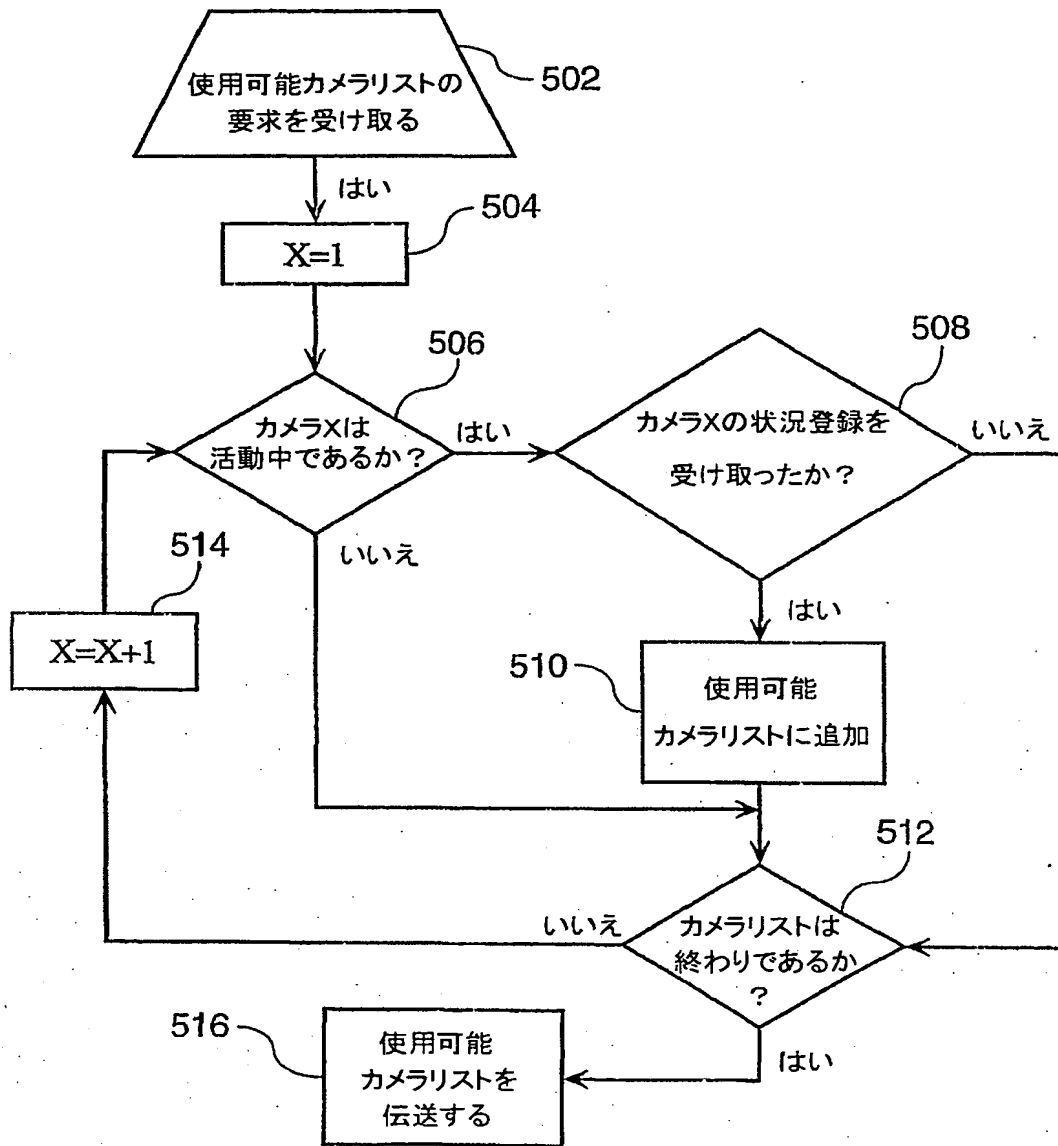 使用可能カメラリストの
要求を受け取る
502
はい
504
X=1
506
カメラXは
活動中であるか？
はい
508
カメラXの状況登録を
受け取ったか？
いいえ
514
いいえ
はい
X=X+1
510
使用可能
カメラリストに追加
512
いいえ
カメラリストは
終わりであるか
？
516
使用可能
カメラリストを
伝送する
はい